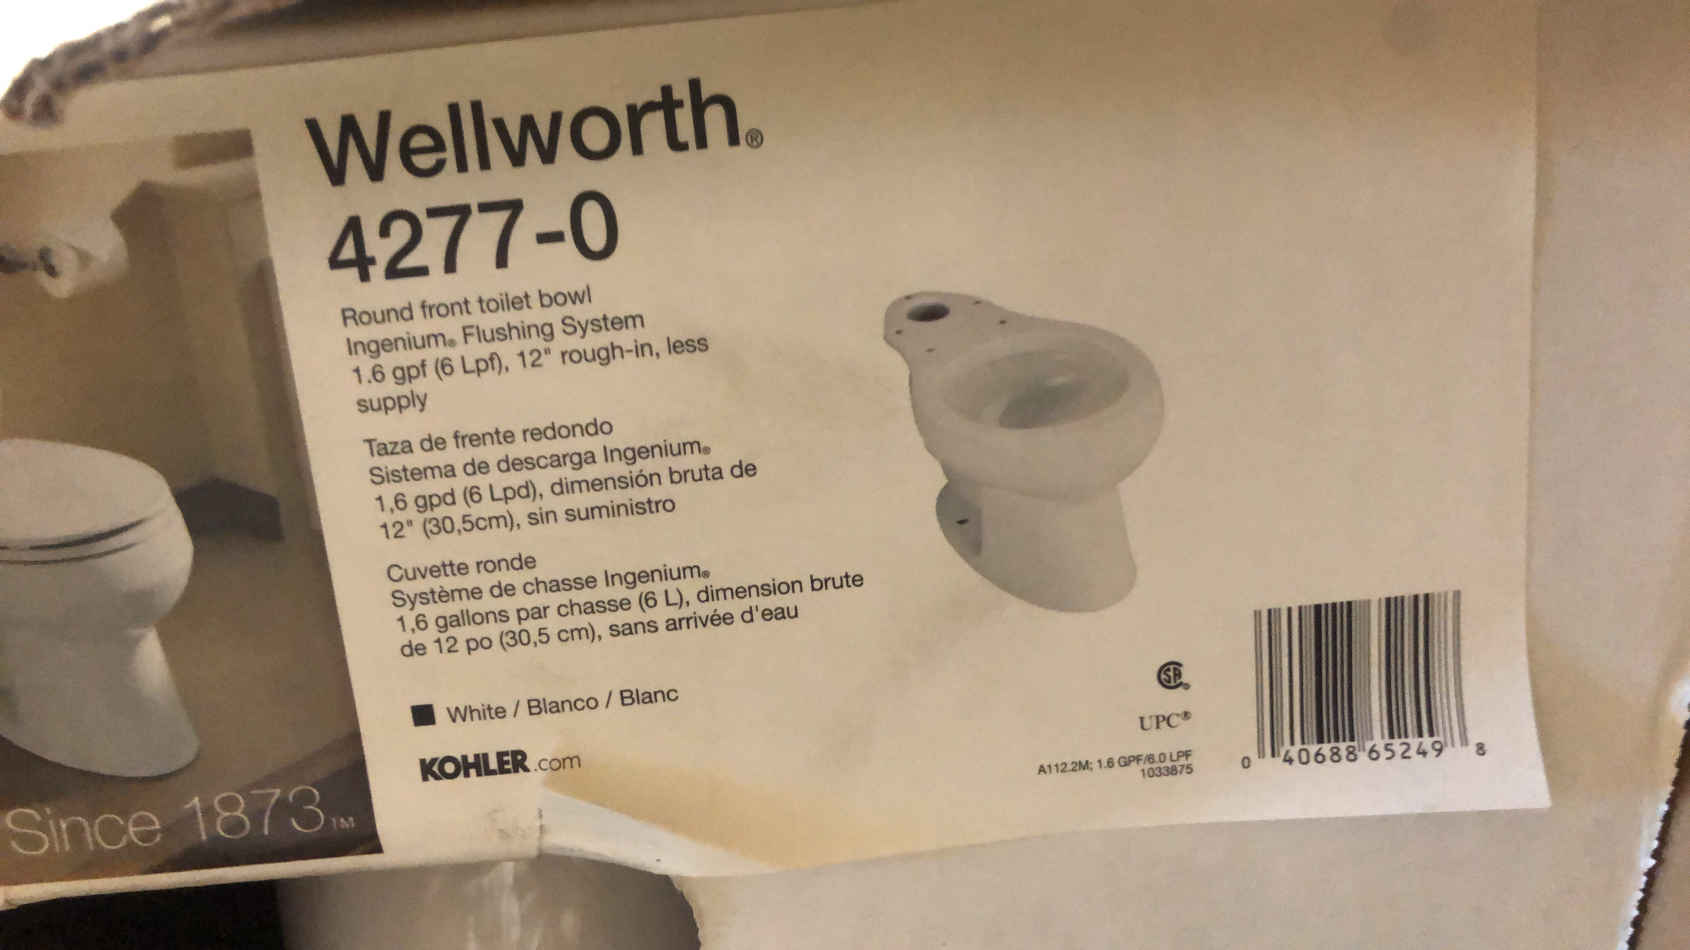 Wellworth®
4277-0
Round front toilet bowl
Ingenium® Flushing System
1.6 gpf (6 Lpf), 12" rough-in, less
supply
Taza de frente redondo
Sistema de descarga Ingenium®
1,6 gpd (6 Lpd), dimensión bruta de
12" (30,5cm), sin suministro
Cuvette ronde
Système de chasse Ingenium®
1,6 gallons par chasse (6 L), dimension brute
de 12 po (30,5 cm), sans arrivée d'eau
White / Blanco / Blanc
KOHLER.com
Since 1873™
SP®
UPC®
A112.2M; 1.6 GPF/6.0 LPF
1033875
0 40688 65249 8